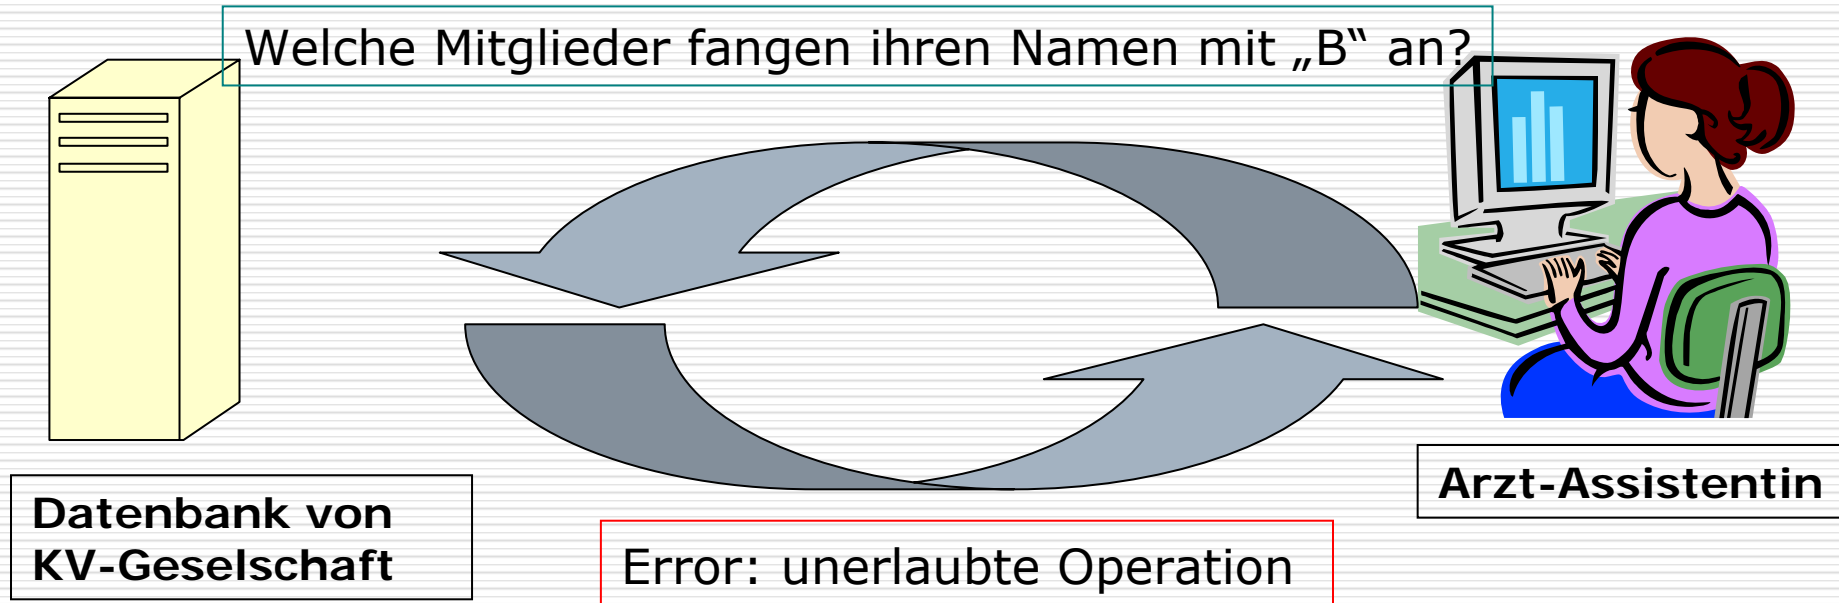 Welche Mitglieder fangen ihren Namen mit „B“ an?
Datenbank von
KV-Geselschaft
Arzt-Assistentin
Error: unerlaubte Operation